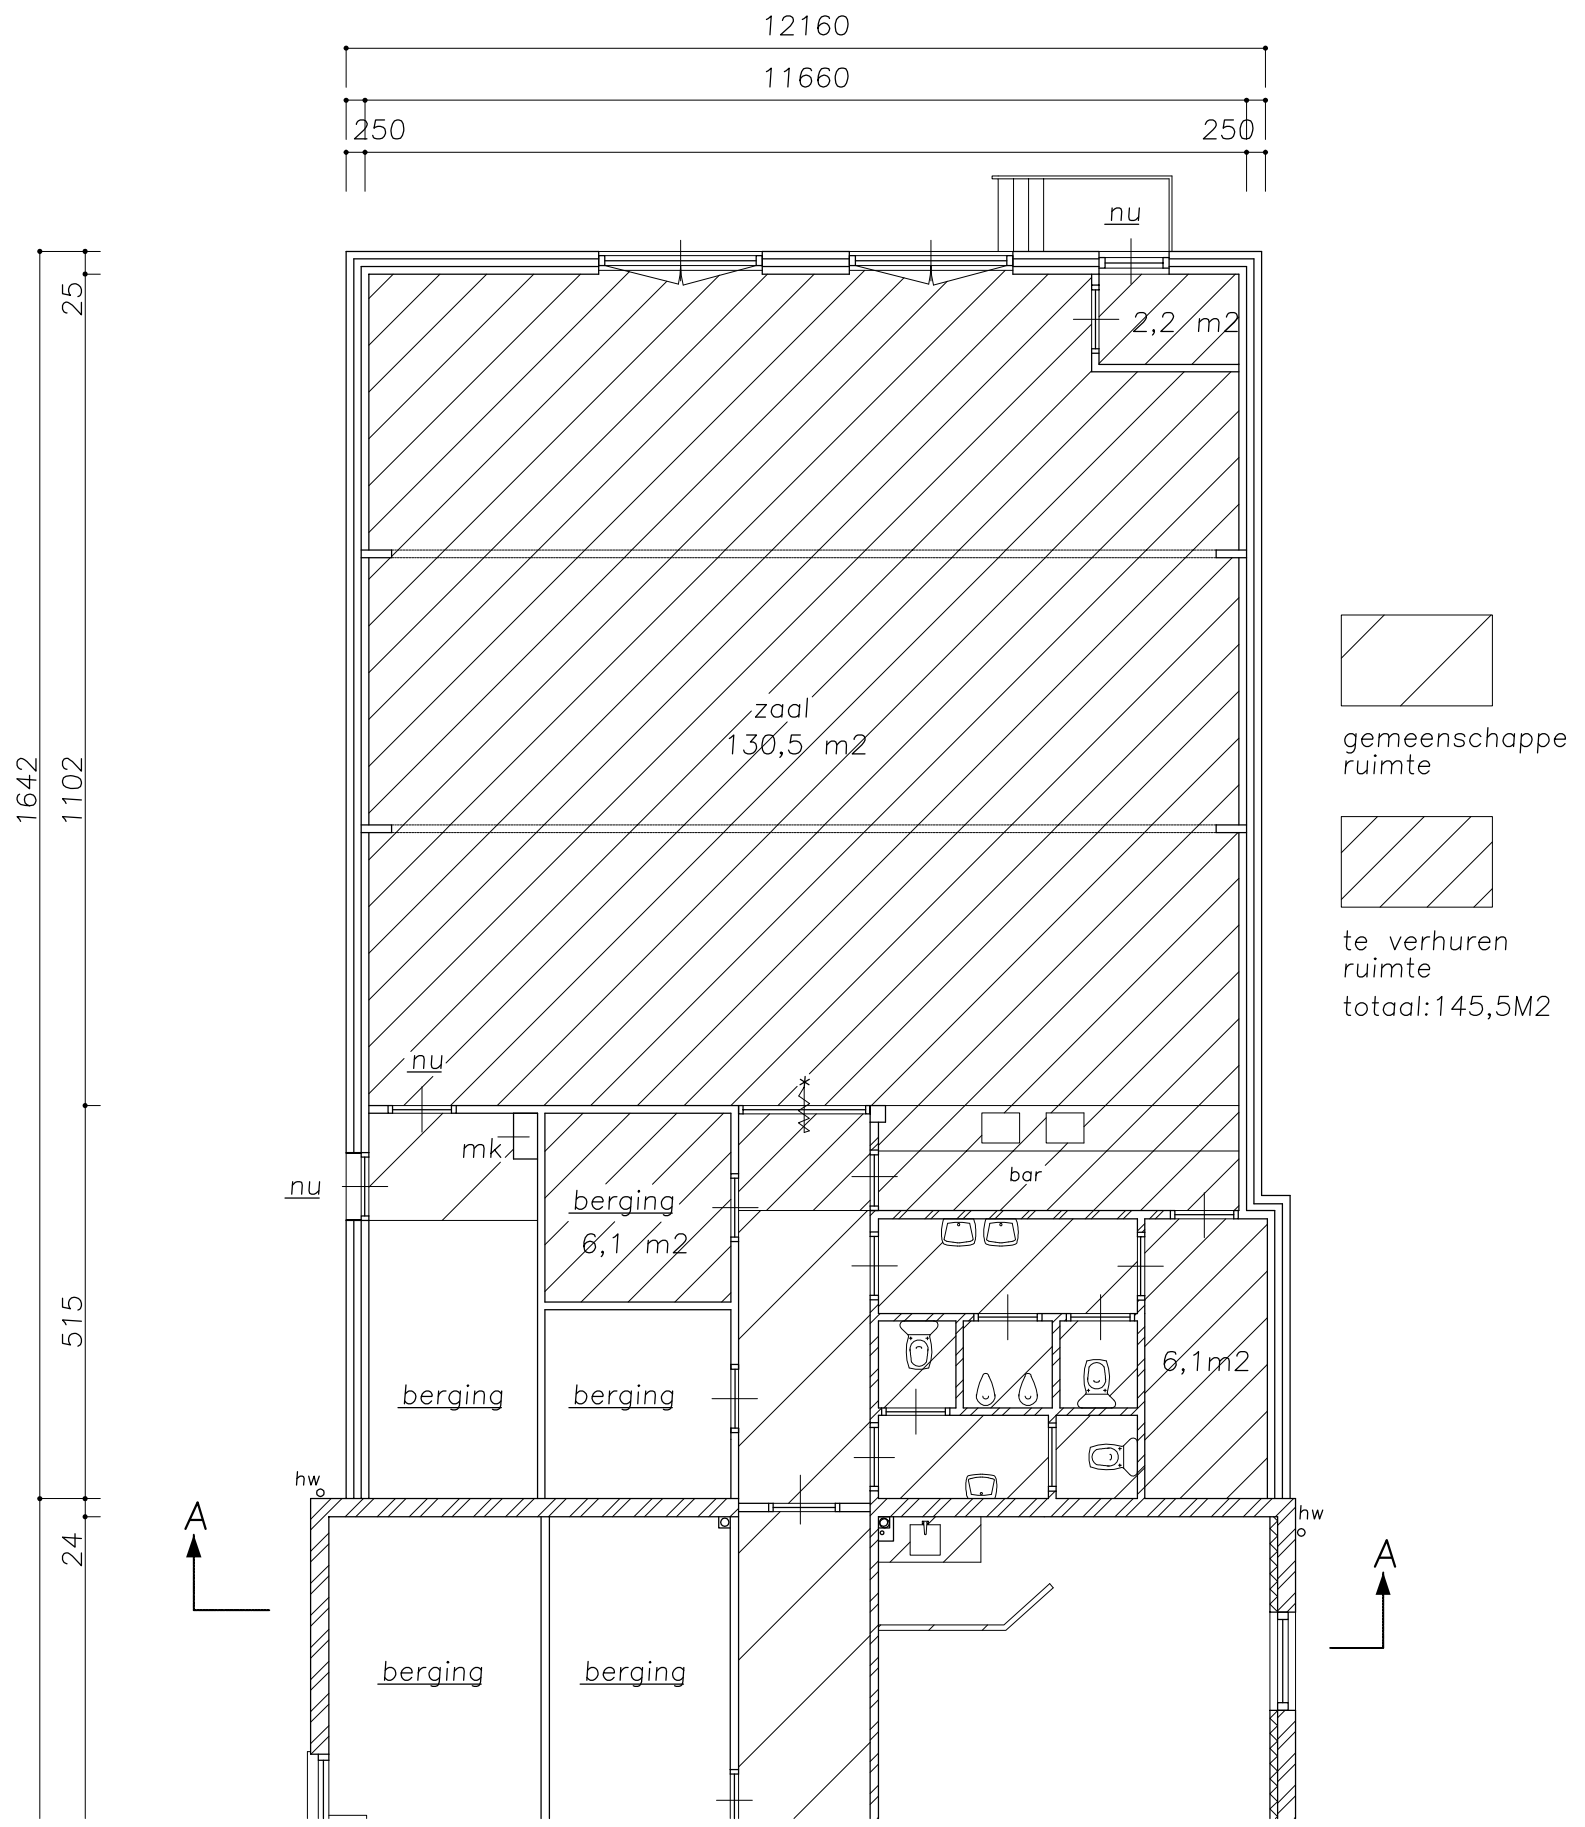 12160
11660
250
250
nu
25
2,2 m2
1642
1102
zaal
130,5 m2
gemeenschappe
ruimte
te verhuren
ruimte
totaal:145,5M2
nu
mk
nu
berging
6,1 m2
bar
515
6,1m2
berging
berging
hw
hw
A
24
A
berging
berging